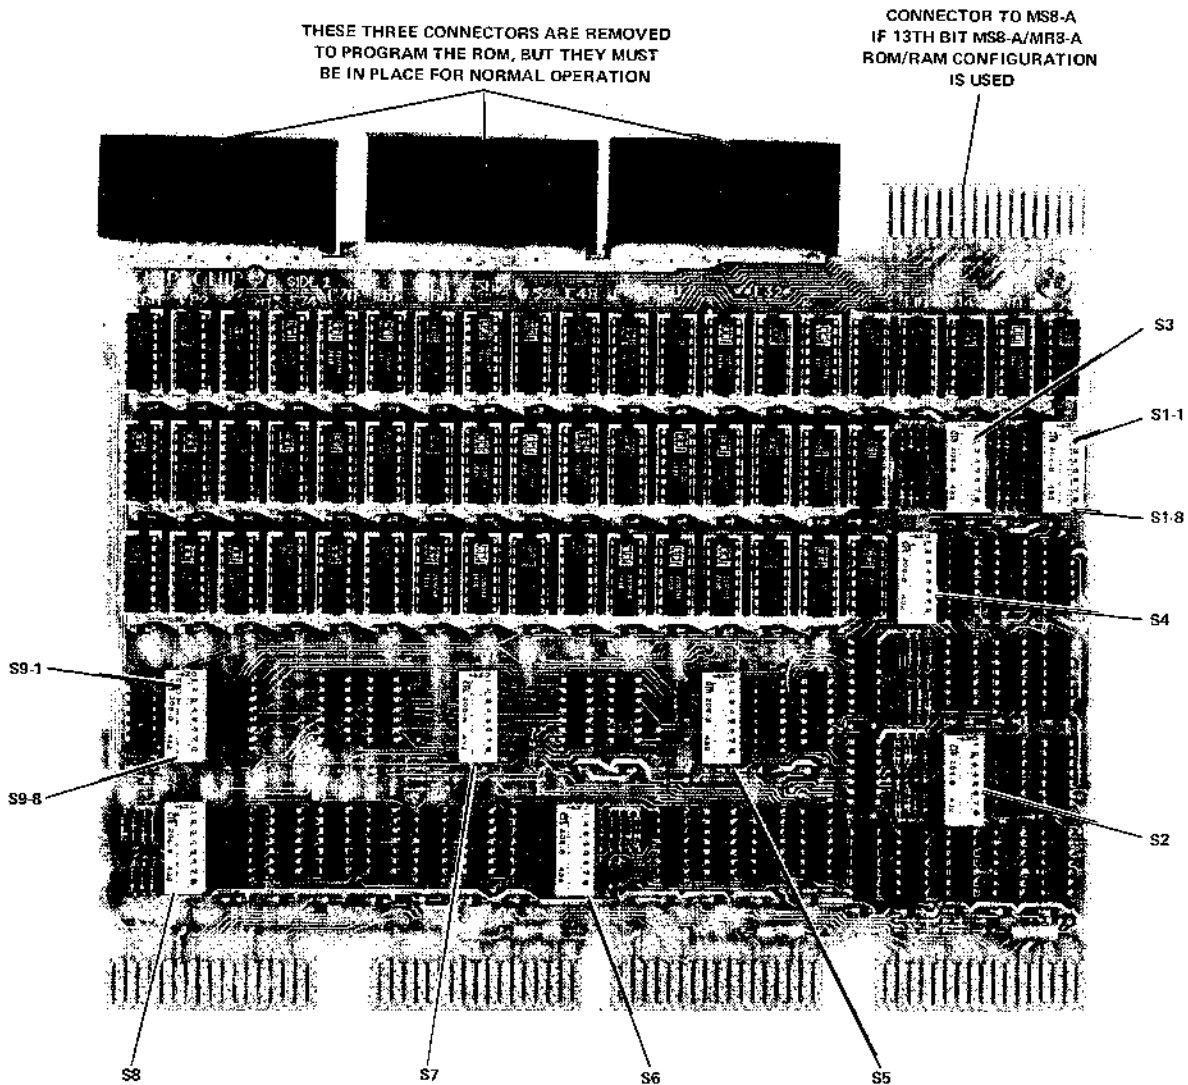 THESE THREE CONNECTORS ARE REMOVED
TO PROGRAM THE ROM, BUT THEY MUST
BE IN PLACE FOR NORMAL OPERATION
CONNECTOR TO MS8-A
IF 13TH BIT MS8-A/MR8-A
ROM/RAM CONFIGURATION
IS USED
SIDE 1
S3
S1-1
S1-8
S4
S9-1
S9-8
S2
S8
S7
S6
S5